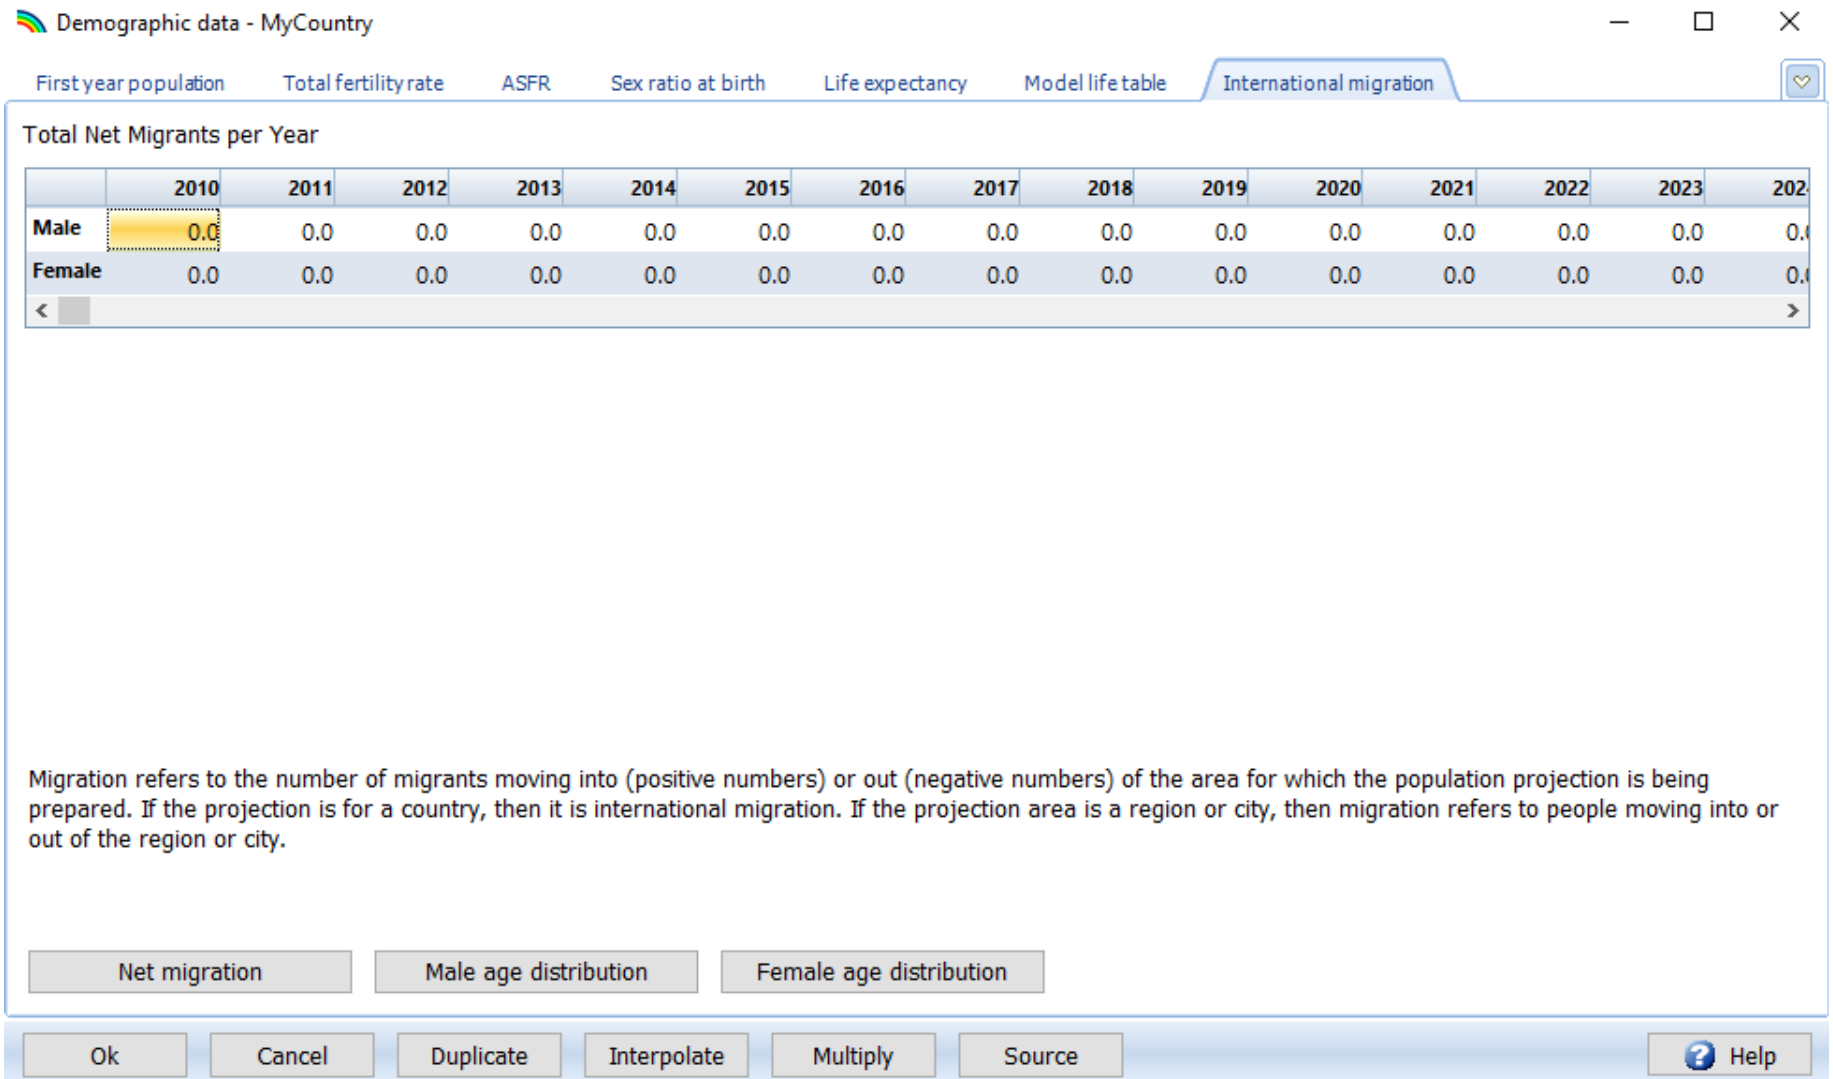 Demographic data - MyCountry
First year population Total fertility rate ASFR Sex ratio at birth Life expectancy Model life table International migration
Total Net Migrants per Year
2010 2011 2012 2013 2014 2015 2016 2017 2018 2019 2020 2021 2022 2023
Male 0.0 0.0 0.0 0.0 0.0 0.0 0.0 0.0 0.0 0.0 0.0 0.0 0.0 0.0
Female 0.0 0.0 0.0 0.0 0.0 0.0 0.0 0.0 0.0 0.0 0.0 0.0 0.0 0.0
Migration refers to the number of migrants moving into (positive numbers) or out (negative numbers) of the area for which the population projection is being
prepared. If the projection is for a country, then it is international migration. If the projection area is a region or city, then migration refers to people moving into or
out of the region or city.
Net migration Male age distribution Female age distribution
Ok Cancel Duplicate Interpolate Multiply Source Help